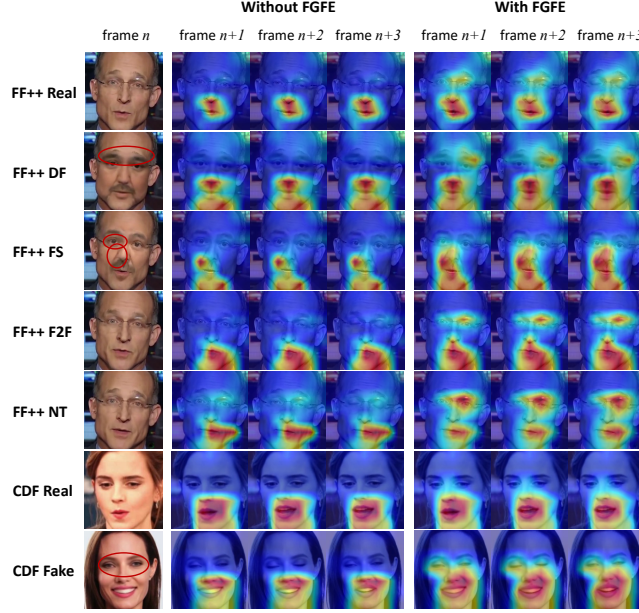 Without FGFE With FGFE
frame n frame n+1 frame n+2 frame n+3 frame n+1 frame n+2 frame n+3
FF++ Real
FF++ DF
FF++ FS
FF++ F2F
FF++ NT
CDF Real
CDF Fake